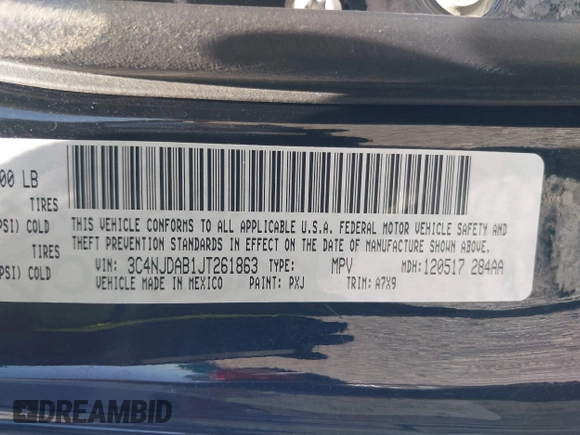 00 LB
TIRES
PSI) COLD
TIRES
PSI) COLD
THIS VEHICLE CONFORMS TO ALL APPLICABLE U.S.A. FEDERAL MOTOR VEHICLE SAFETY AND
THEFT PREVENTION STANDARDS IN EFFECT ON THE DATE OF MANUFACTURE SHOWN ABOVE.
VIN: 3C4NJDAB1JT261863 TYPE: MPV MDH: 120517 284AA
VEHICLE MADE IN MEXICO PAINT: PXJ TRIM: A7X9
DREAMBID